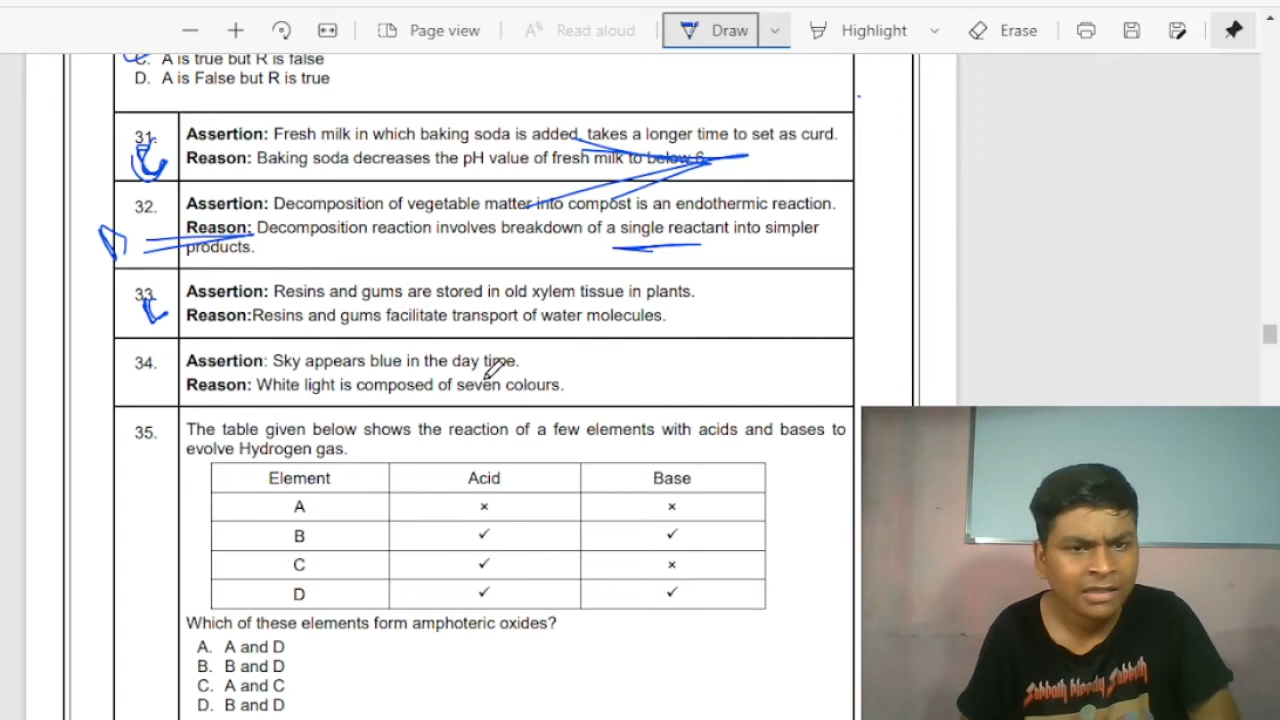 Page view
Read aloud
Draw
Highlight
Erase
C. A is true but R is false
D. A is False but R is true
31. Assertion: Fresh milk in which baking soda is added, takes a longer time to set as curd.
Reason: Baking soda decreases the pH value of fresh milk to below 6.
32. Assertion: Decomposition of vegetable matter into compost is an endothermic reaction.
Reason: Decomposition reaction involves breakdown of a single reactant into simpler
products.
33. Assertion: Resins and gums are stored in old xylem tissue in plants.
Reason:Resins and gums facilitate transport of water molecules.
34. Assertion: Sky appears blue in the day time.
Reason: White light is composed of seven colours.
35. The table given below shows the reaction of a few elements with acids and bases to
evolve Hydrogen gas.
Element Acid Base
A × ×
B ✓ ✓
C ✓ ×
D ✓ ✓
Which of these elements form amphoteric oxides?
A. A and D
B. B and D
C. A and C
D. B and D
Sabbath bloody Sabbath